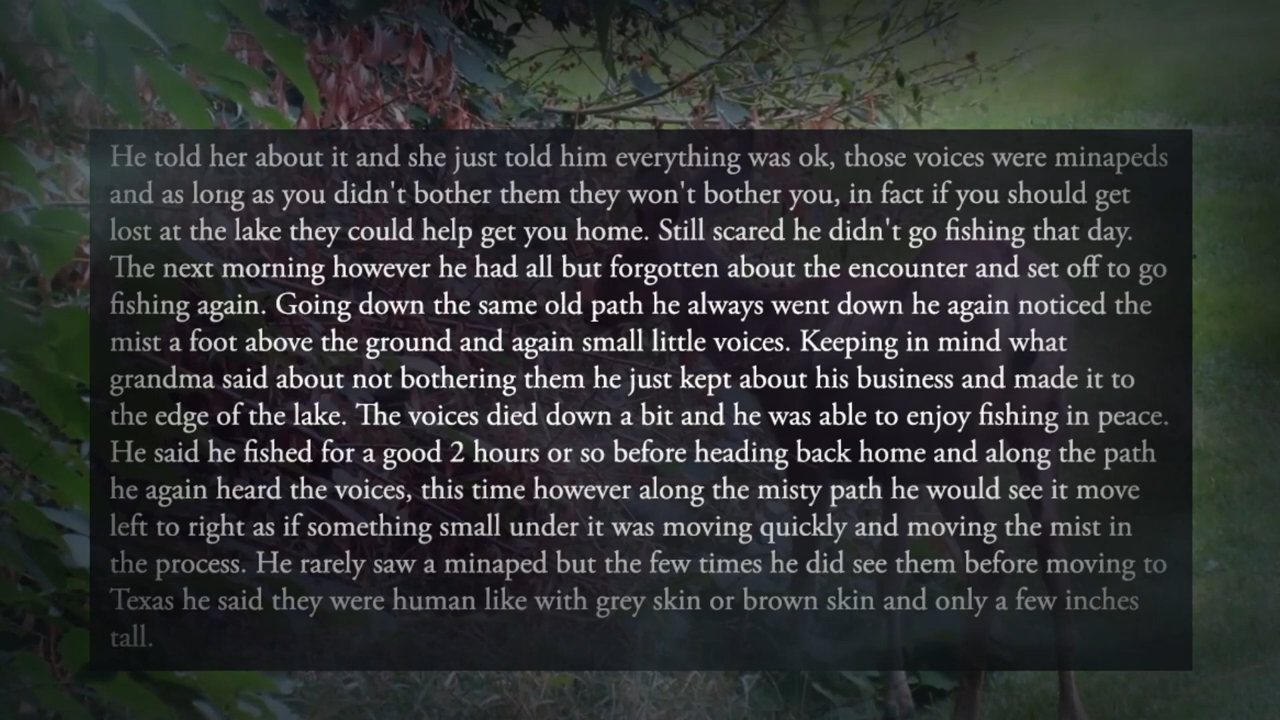 He told her about it and she just told him everything was ok, those voices were minapeds
and as long as you didn't bother them they won't bother you, in fact if you should get
lost at the lake they could help get you home. Still scared he didn't go fishing that day.
The next morning however he had all but forgotten about the encounter and set off to go
fishing again. Going down the same old path he always went down he again noticed the
mist a foot above the ground and again small little voices. Keeping in mind what
grandma said about not bothering them he just kept about his business and made it to
the edge of the lake. The voices died down a bit and he was able to enjoy fishing in peace.
He said he fished for a good 2 hours or so before heading back home and along the path
he again heard the voices, this time however along the misty path he would see it move
left to right as if something small under it was moving quickly and moving the mist in
the process. He rarely saw a minaped but the few times he did see them before moving to
Texas he said they were human like with grey skin or brown skin and only a few inches
tall.